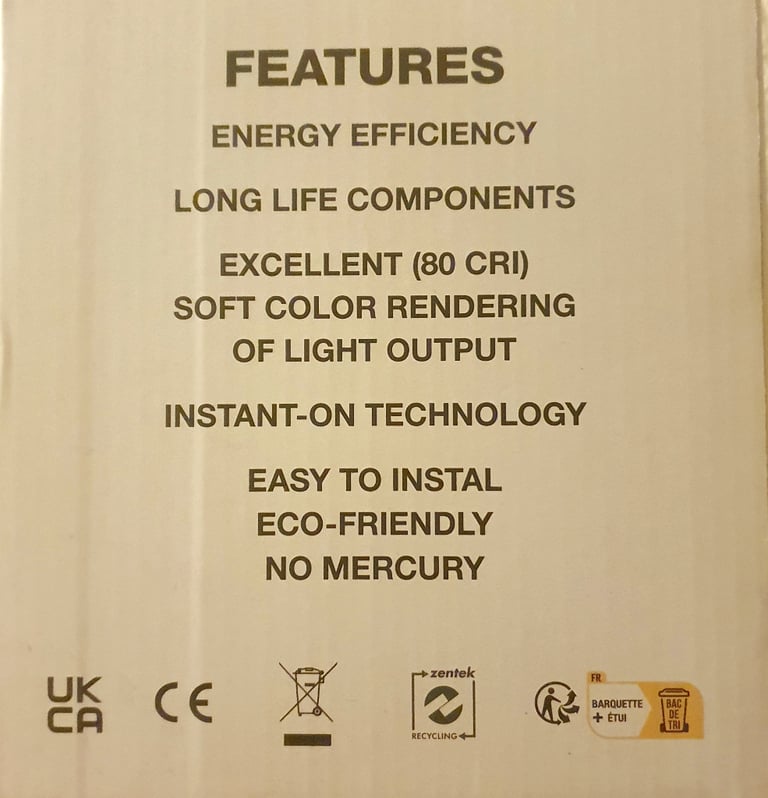 FEATURES
ENERGY EFFICIENCY
LONG LIFE COMPONENTS
EXCELLENT (80 CRI)
SOFT COLOR RENDERING
OF LIGHT OUTPUT
INSTANT-ON TECHNOLOGY
EASY TO INSTAL
ECO-FRIENDLY
NO MERCURY
UK
CA
CE
zentek
RECYCLING
FR
BARQUETTE
+ ÉTUI
BAC
DE
TRI